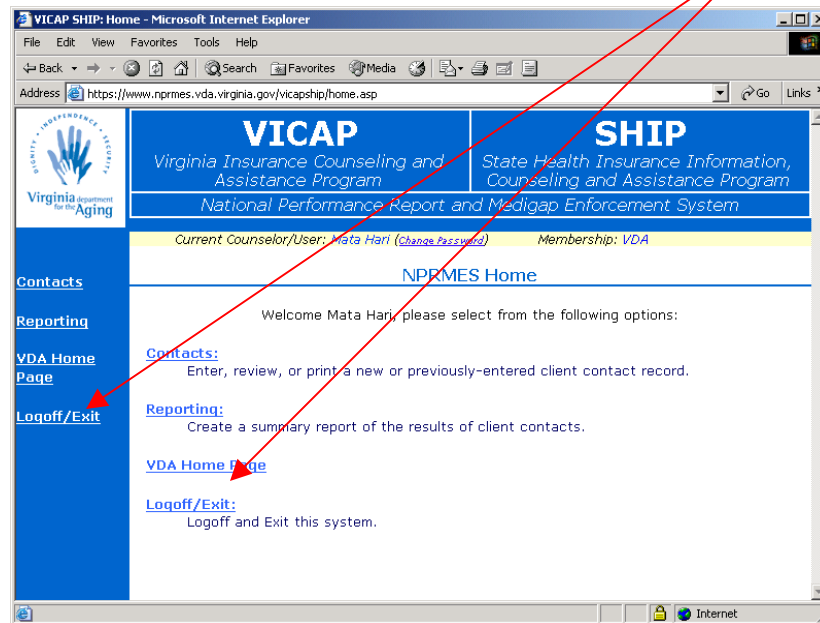 VICAP SHIP: Home - Microsoft Internet Explorer
File Edit View Favorites Tools Help
Back Search Favorites Media
Address https://www.nprmes.vda.virginia.gov/vicapship/home.asp Go Links
DIGNITY • INDEPENDENCE • SECURITY
Virginia department for the Aging
VICAP
Virginia Insurance Counseling and
Assistance Program
SHIP
State Health Insurance Information,
Counseling and Assistance Program
National Performance Report and Medigap Enforcement System
Current Counselor/User: Mata Hari (Change Password) Membership: VDA
Contacts
Reporting
VDA Home
Page
Logoff/Exit
NPRMES Home
Welcome Mata Hari, please select from the following options:
Contacts:
Enter, review, or print a new or previously-entered client contact record.
Reporting:
Create a summary report of the results of client contacts.
VDA Home Page
Logoff/Exit:
Logoff and Exit this system.
Internet